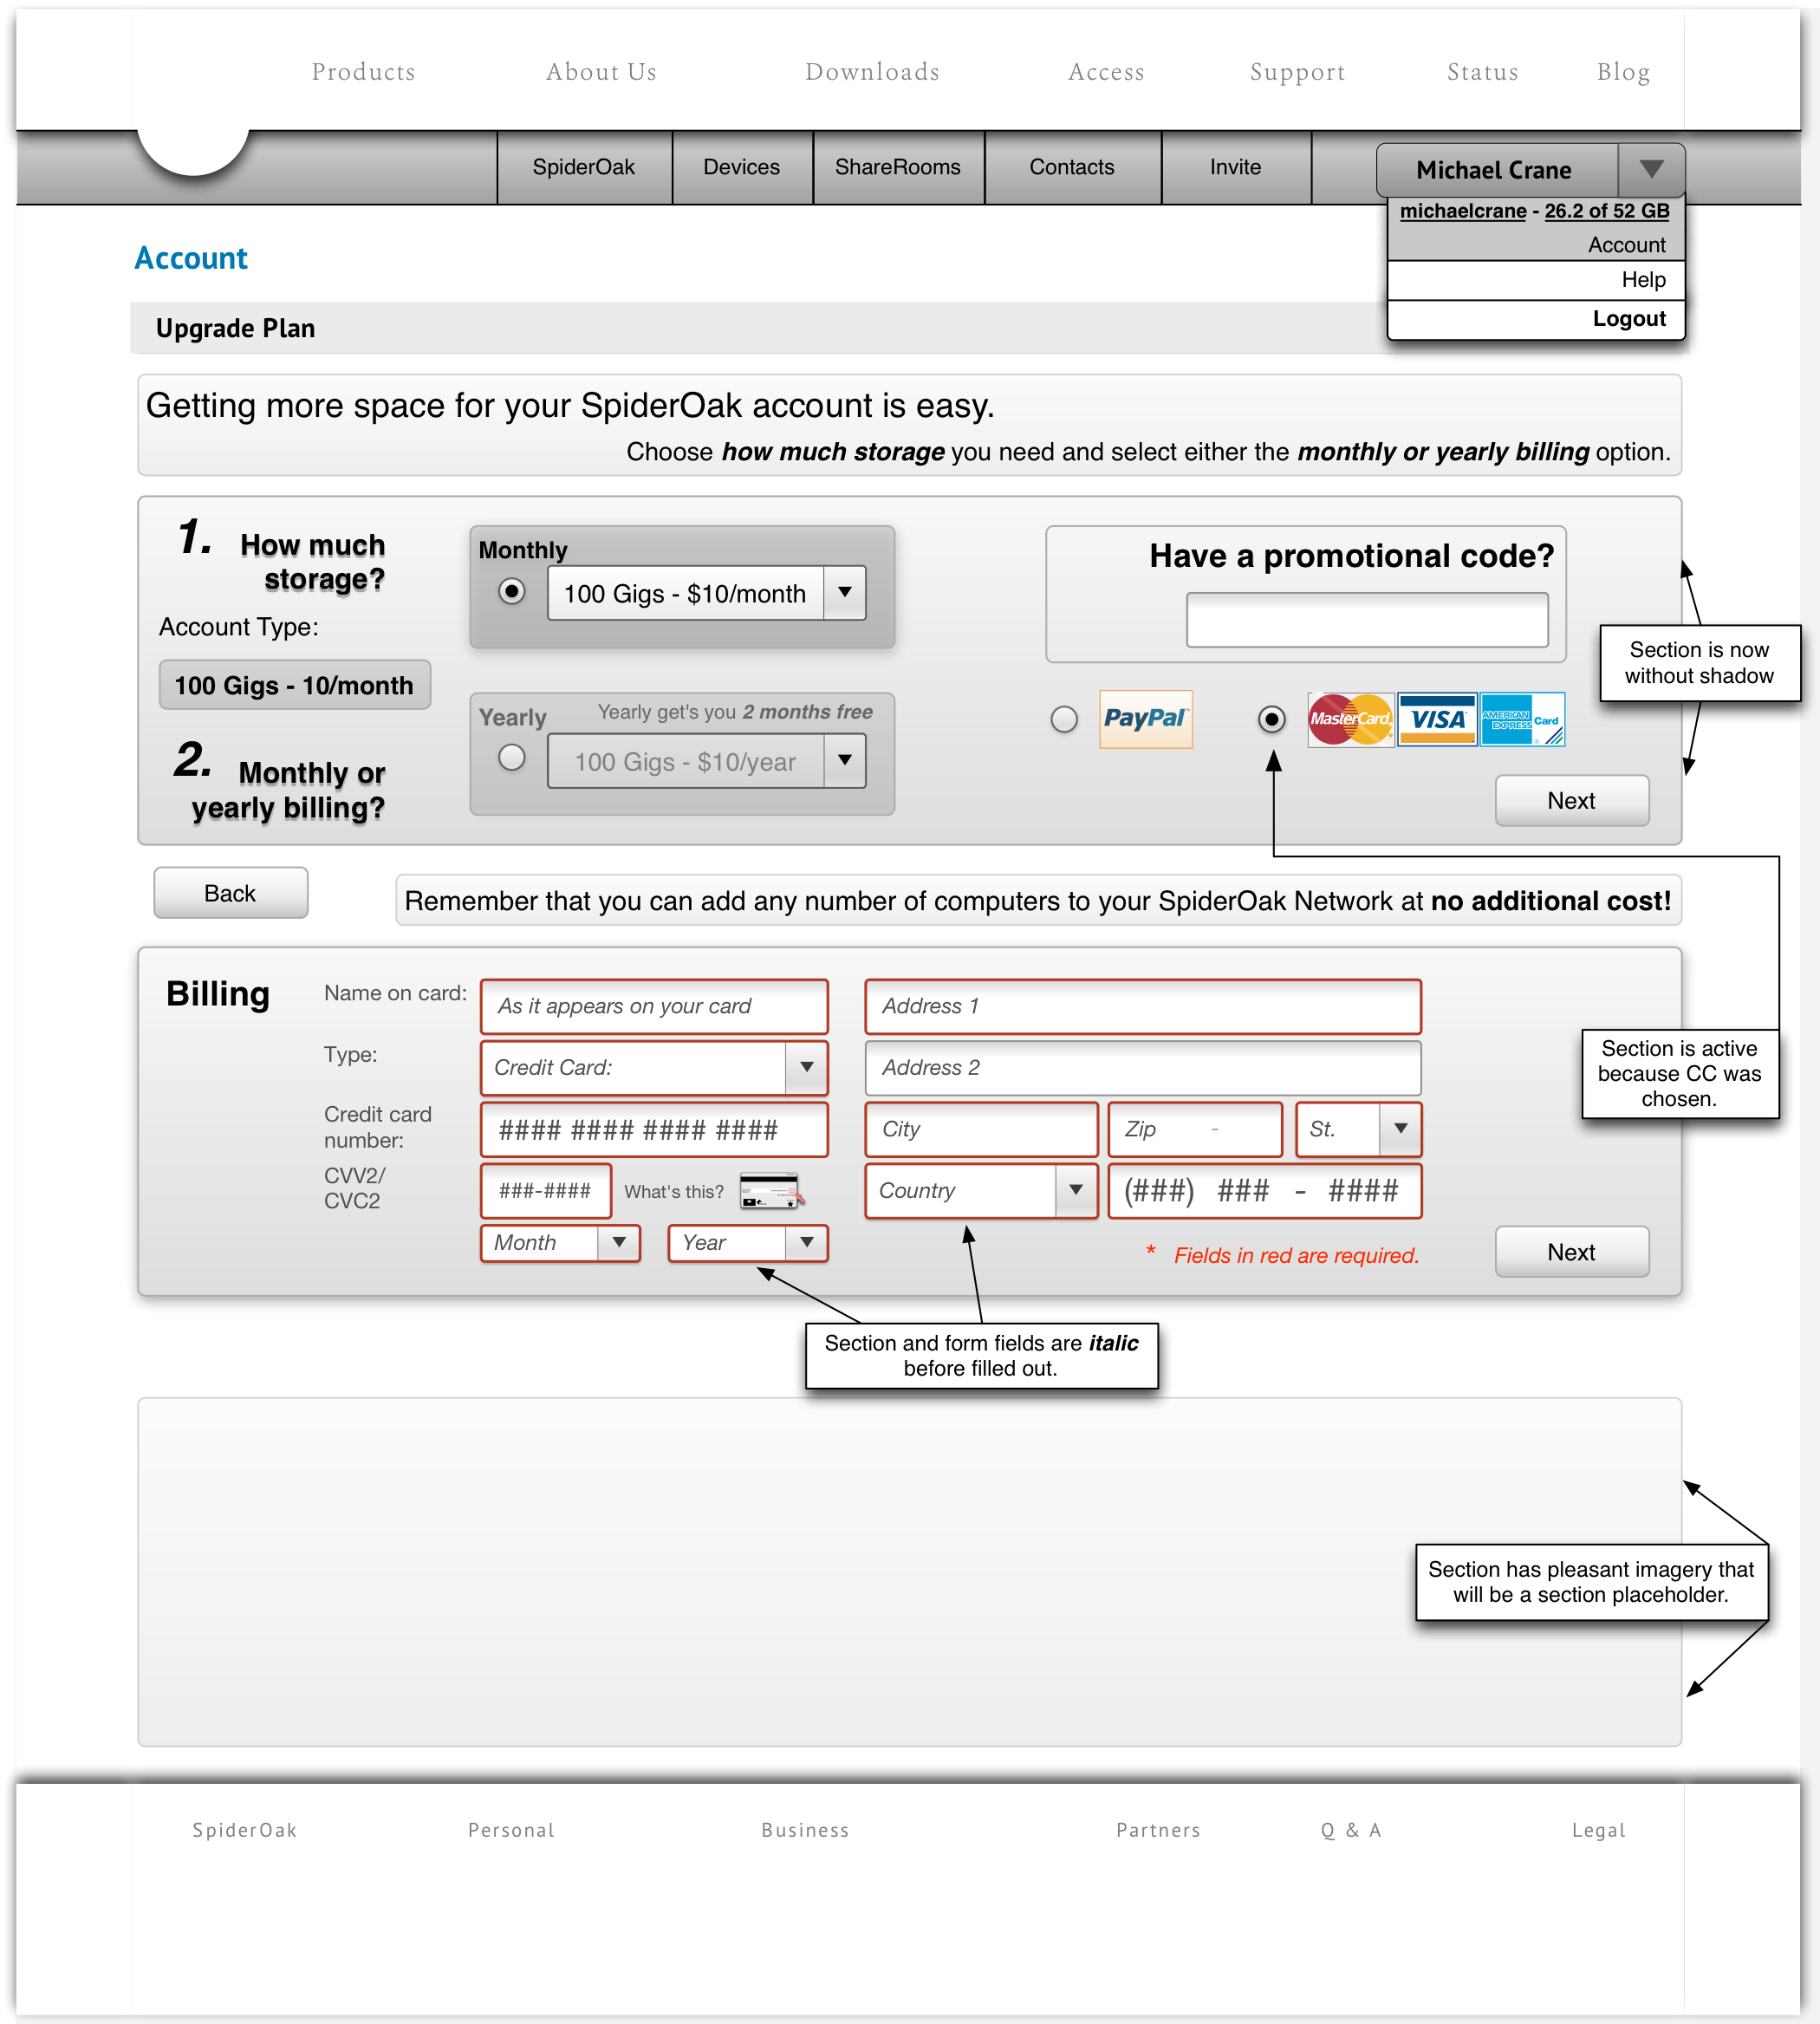 Products About Us Downloads Access Support Status Blog
SpiderOak Devices ShareRooms Contacts Invite Michael Crane
michaelcrane - 26.2 of 52 GB
Account
Help
Logout
Account
Upgrade Plan
Getting more space for your SpiderOak account is easy.
Choose how much storage you need and select either the monthly or yearly billing option.
1. How much
storage?
Account Type:
100 Gigs - 10/month
2. Monthly or
yearly billing?
Monthly
100 Gigs - $10/month
Yearly Yearly get's you 2 months free
100 Gigs - $10/year
Have a promotional code?
PayPal MasterCard VISA AMERICAN EXPRESS Card
Next
Section is now
without shadow
Back
Remember that you can add any number of computers to your SpiderOak Network at no additional cost!
Billing
Name on card: As it appears on your card
Type: Credit Card:
Credit card
number: #### #### #### ####
CVV2/
CVC2 ###-#### What's this?
Month Year
Address 1
Address 2
City Zip - St.
Country (###) ### - ####
* Fields in red are required.
Next
Section is active
because CC was
chosen.
Section and form fields are italic
before filled out.
Section has pleasant imagery that
will be a section placeholder.
SpiderOak Personal Business Partners Q & A Legal